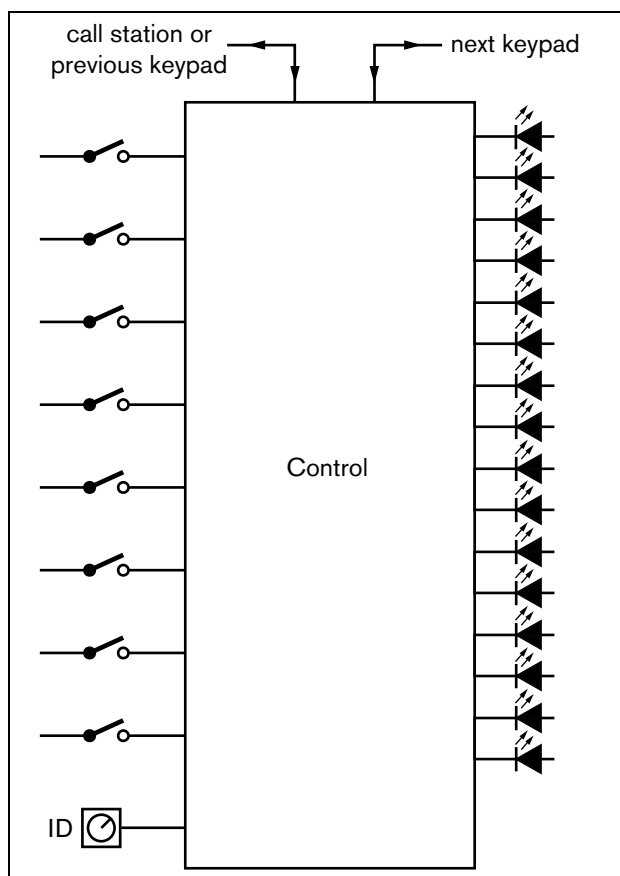 call station or
previous keypad
next keypad
Control
ID